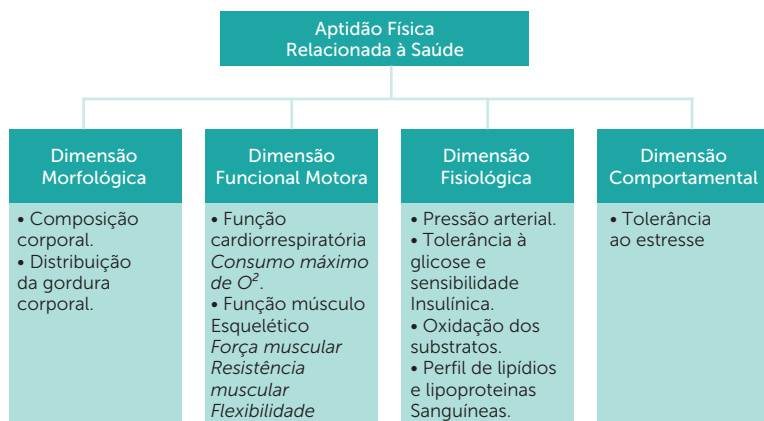 Aptidão Física
Relacionada à Saúde
Dimensão
Morfológica
• Composição
corporal.
• Distribuição
da gordura
corporal.
Dimensão
Funcional Motora
• Função
cardiorrespiratória
Consumo máximo
de O².
• Função músculo
Esquelético
Força muscular
Resistência
muscular
Flexibilidade
Dimensão
Fisiológica
• Pressão arterial.
• Tolerância à
glicose e
sensibilidade
Insulínica.
• Oxidação dos
substratos.
• Perfil de lipídios
e lipoproteinas
Sanguíneas.
Dimensão
Comportamental
• Tolerância
ao estresse